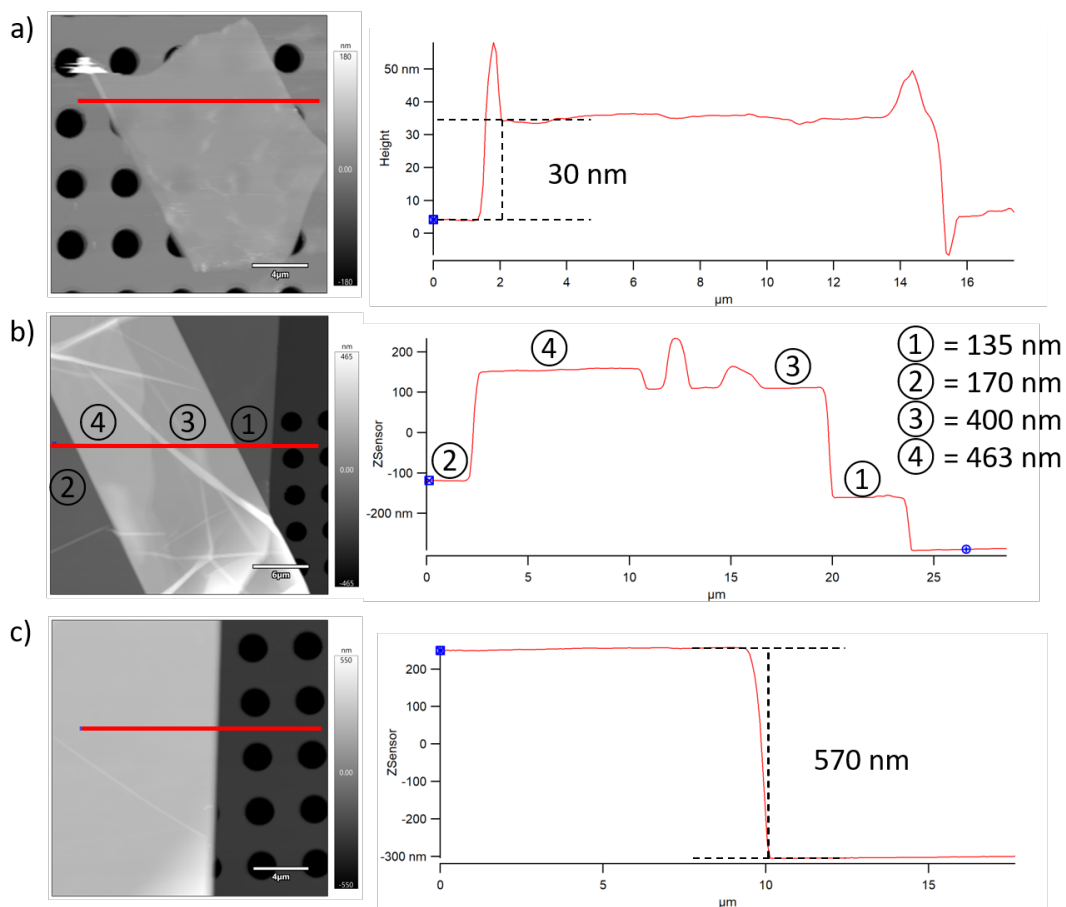 a)
nm
180
0.00
-180
4µm
50 nm
40
30
20
10
0
Height
30 nm
0
2
4
6
8
10
12
14
16
µm
b)
nm
465
0.00
-465
④
③
①
②
6µm
200
100
0
-100
-200 nm
ZSensor
②
④
③
①
① = 135 nm
② = 170 nm
③ = 400 nm
④ = 463 nm
0
5
10
15
20
25
µm
c)
nm
550
0.00
-550
4µm
200
100
0
-100
-200
-300 nm
ZSensor
570 nm
0
5
10
15
µm